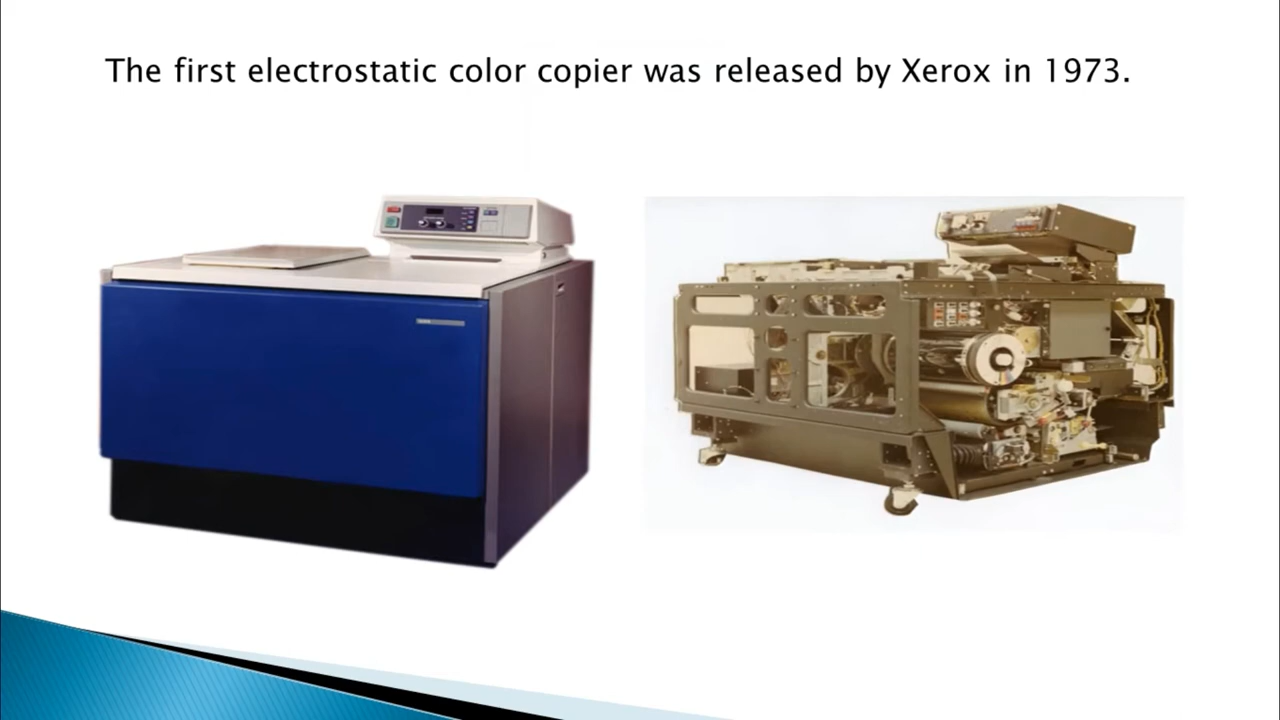 The first electrostatic color copier was released by Xerox in 1973.